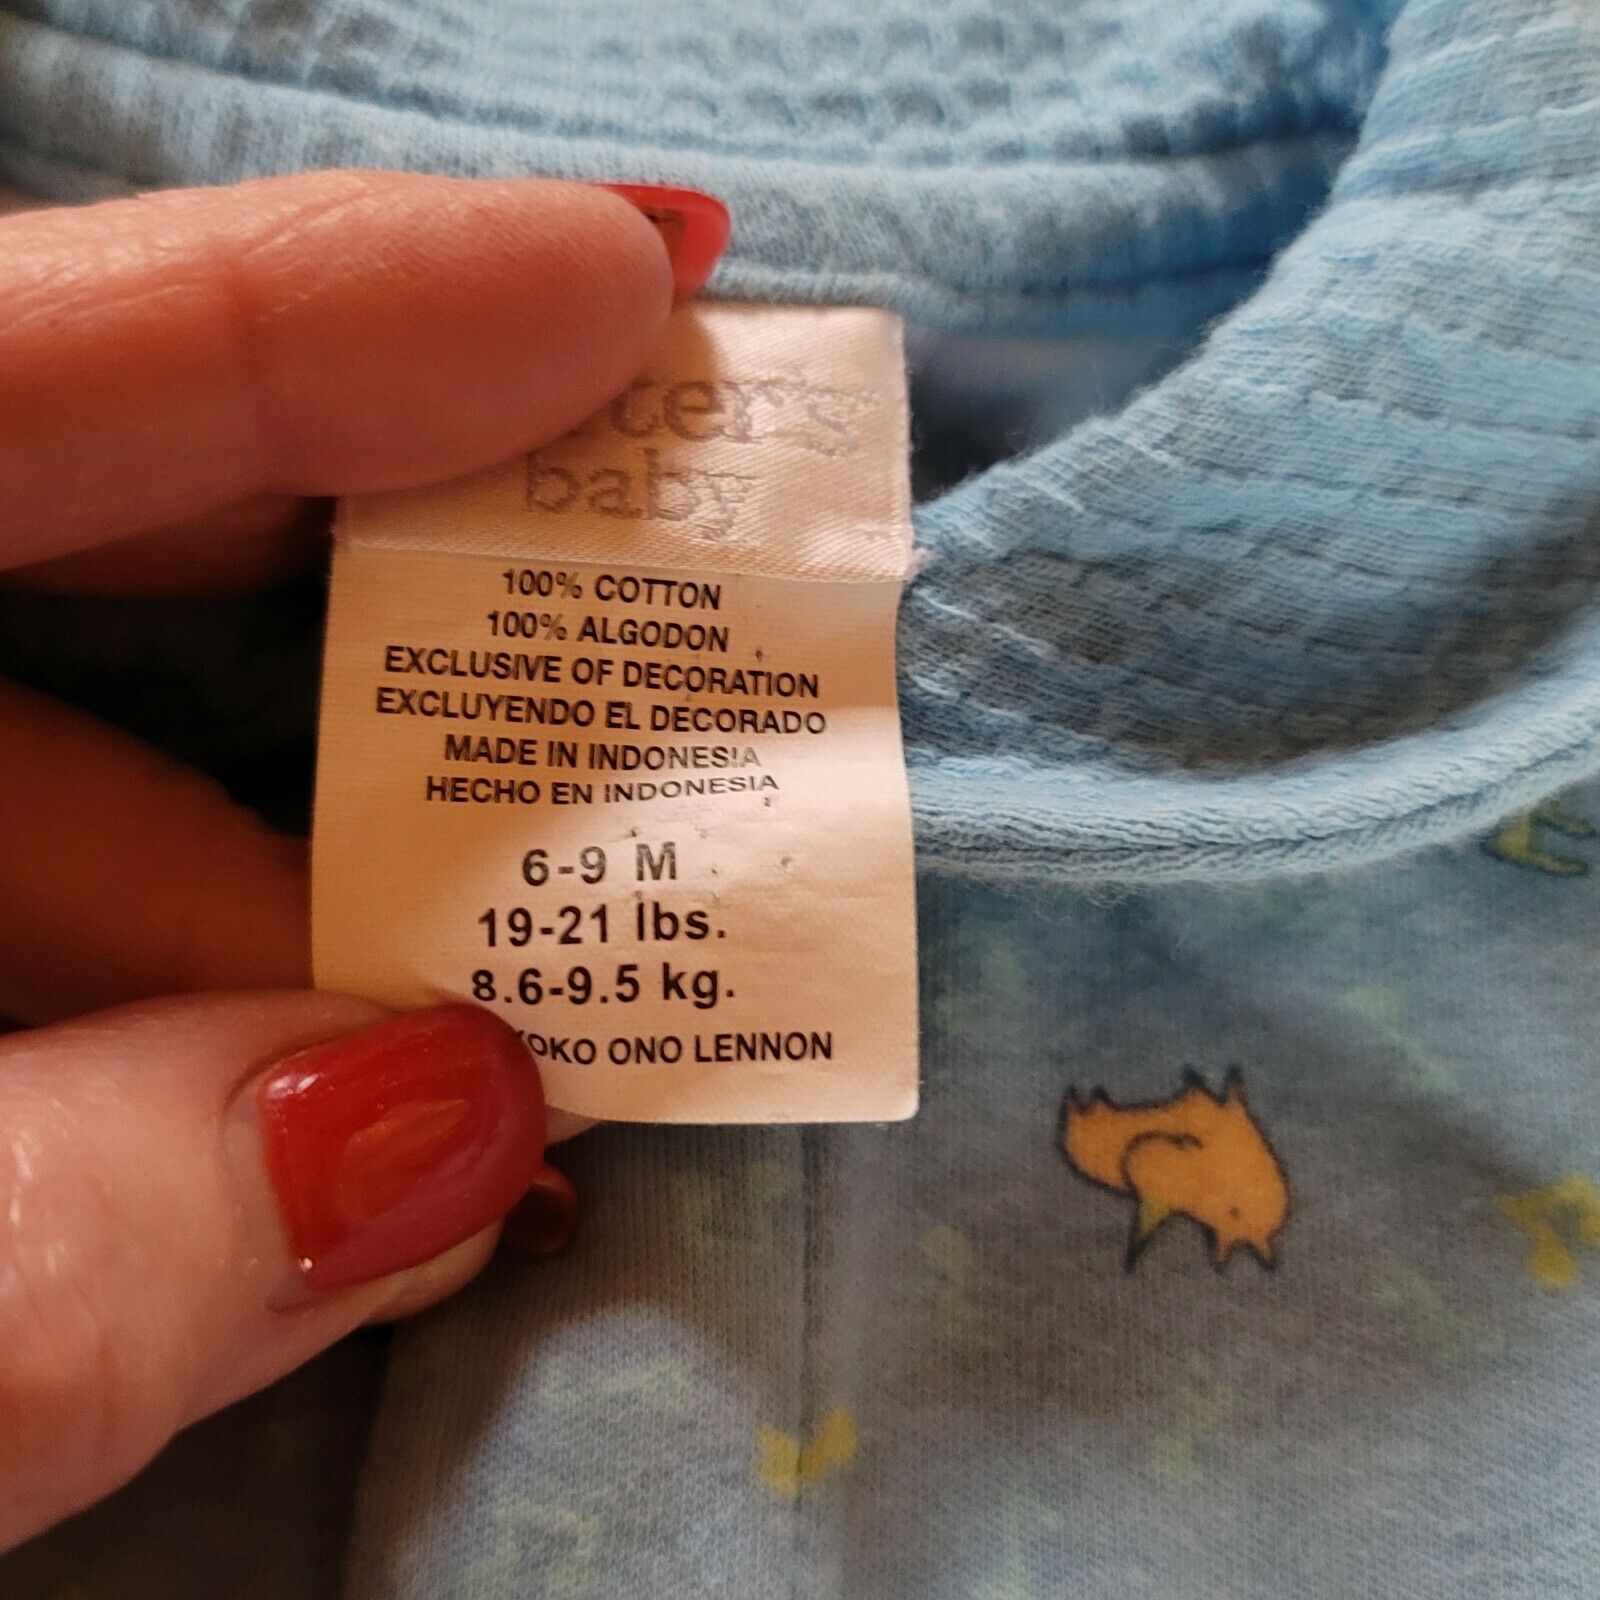 baby
100% COTTON
100% ALGODON
EXCLUSIVE OF DECORATION
EXCLUYENDO EL DECORADO
MADE IN INDONESIA
HECHO EN INDONESIA
6-9 M
19-21 lbs.
8.6-9.5 kg.
YOKO ONO LENNON